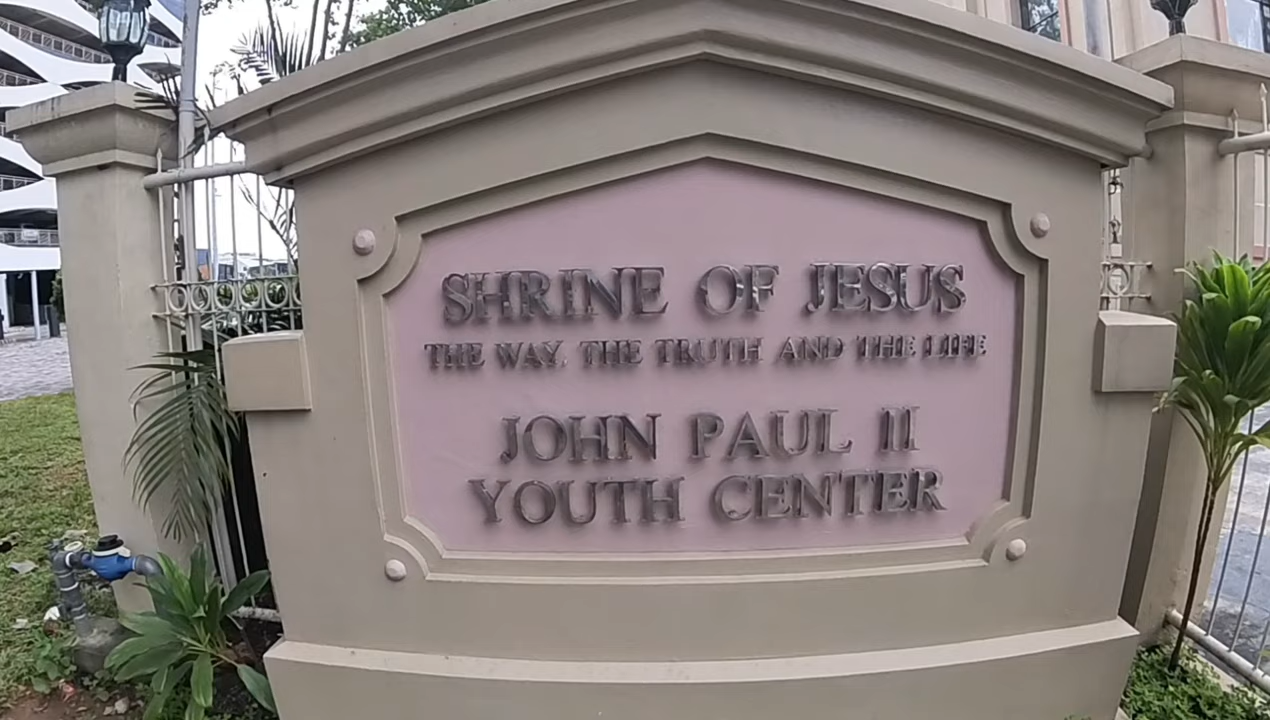 SHRINE OF JESUS
THE WAY, THE TRUTH AND THE LIFE
JOHN PAUL II
YOUTH CENTER